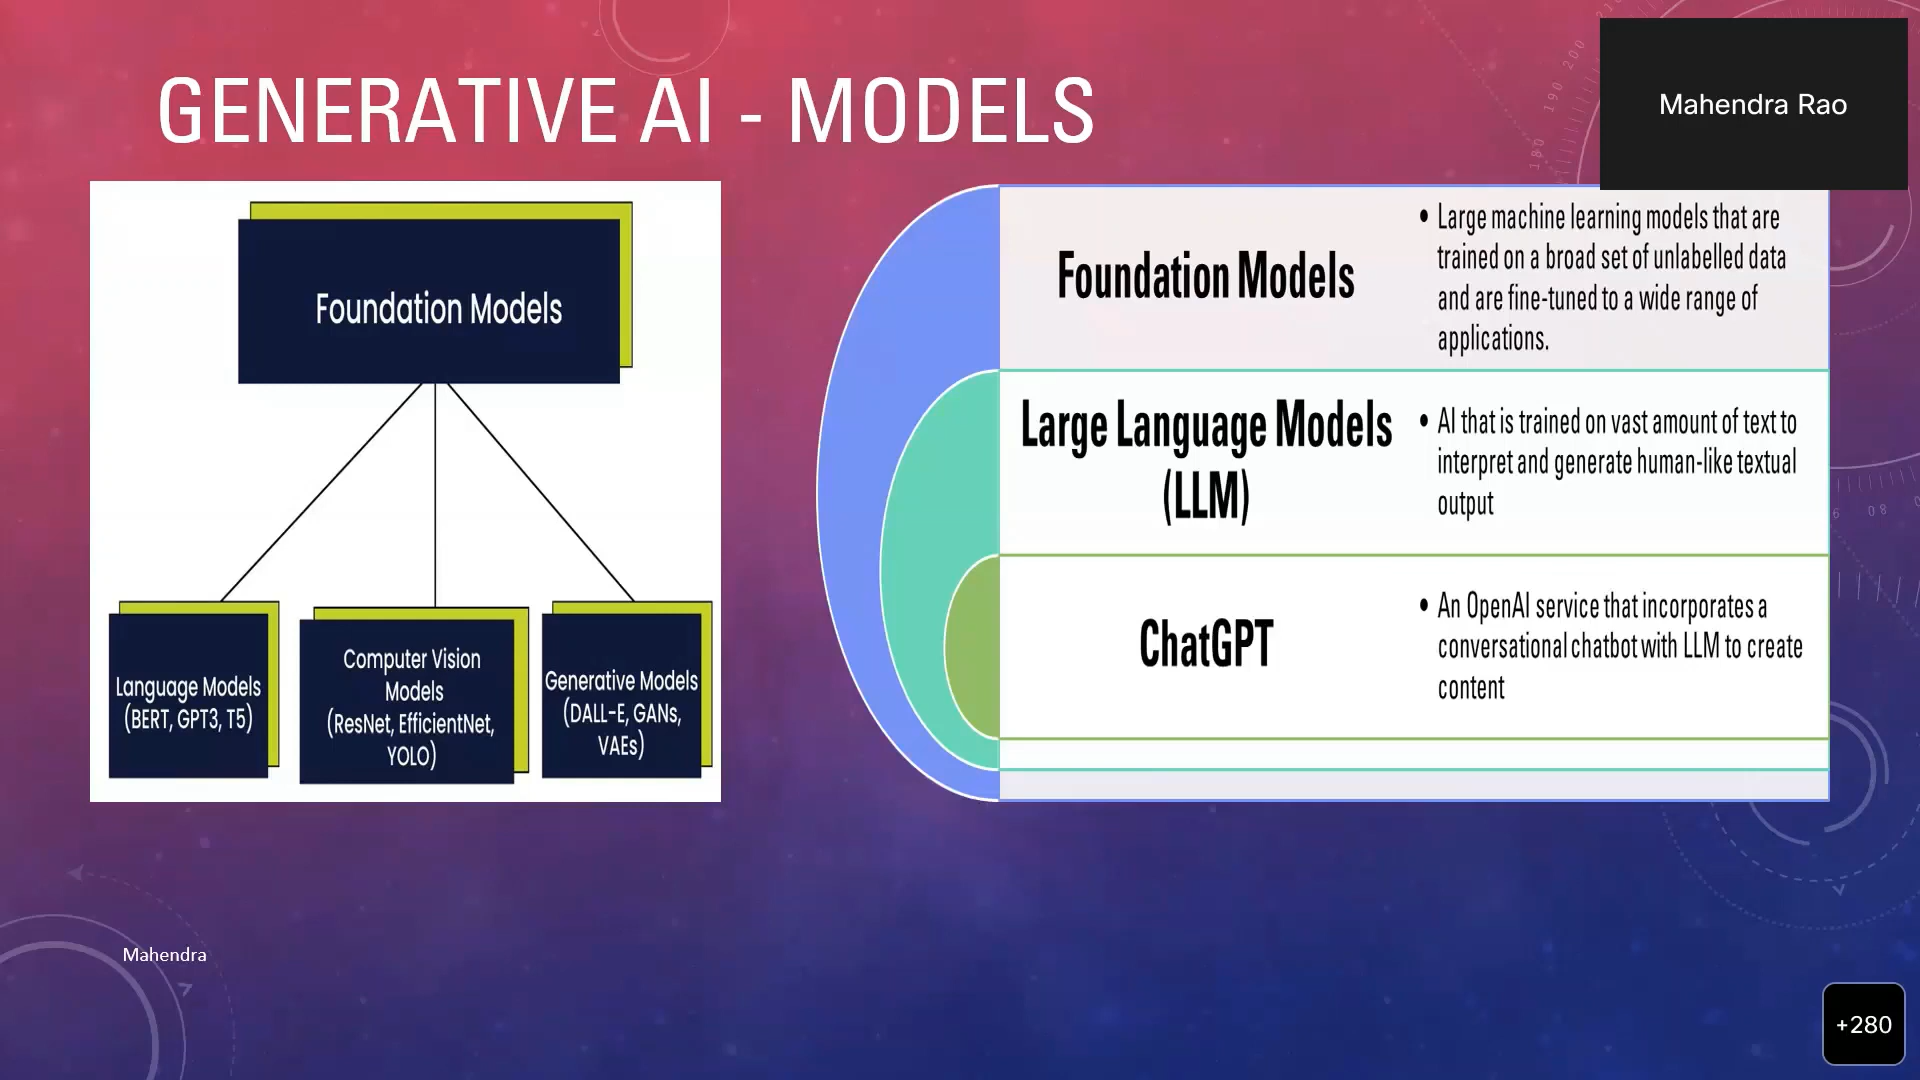 GENERATIVE AI - MODELS
Mahendra Rao
Foundation Models
Language Models
(BERT, GPT3, T5)
Computer Vision
Models
(ResNet, EfficientNet,
YOLO)
Generative Models
(DALL-E, GANs,
VAEs)
Foundation Models
• Large machine learning models that are
trained on a broad set of unlabelled data
and are fine-tuned to a wide range of
applications.
Large Language Models
(LLM)
• AI that is trained on vast amount of text to
interpret and generate human-like textual
output
ChatGPT
• An OpenAI service that incorporates a
conversational chatbot with LLM to create
content
Mahendra
+280
180 190 200